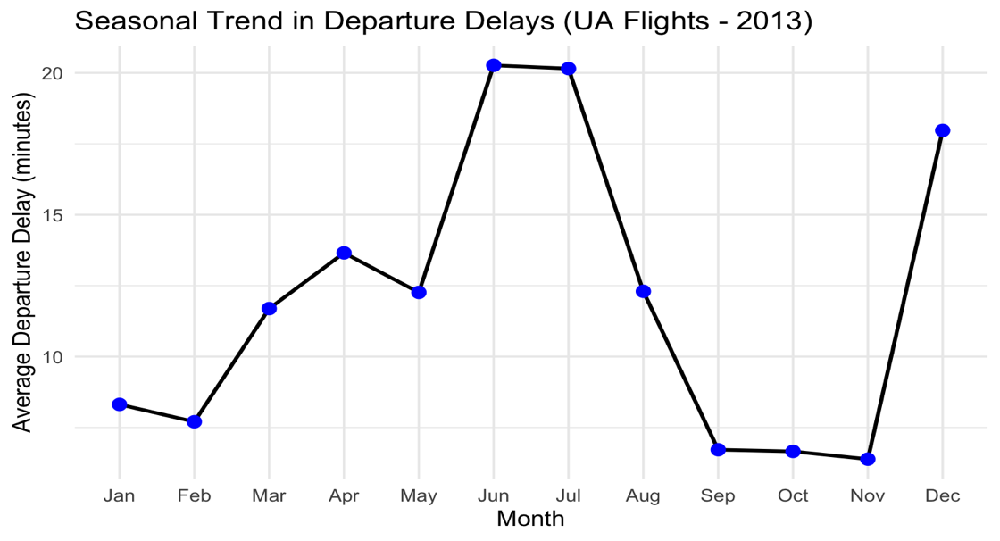 Seasonal Trend in Departure Delays (UA Flights - 2013)
Average Departure Delay (minutes)
20
15
10
Jan Feb Mar Apr May Jun Jul Aug Sep Oct Nov Dec
Month